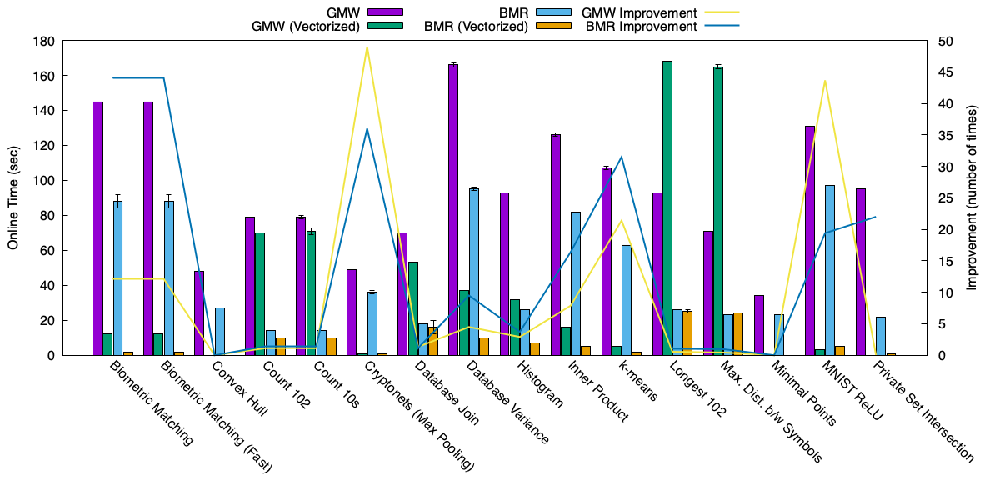 GMW
GMW (Vectorized)
BMR
BMR (Vectorized)
GMW Improvement
BMR Improvement
180
160
140
120
100
80
60
40
20
0
Online Time (sec)
50
45
40
35
30
25
20
15
10
5
0
Improvement (number of times)
Biometric Matching
Biometric Matching (Fast)
Convex Hull
Count 102
Count 10s
Cryptonets (Max Pooling)
Database Join
Database Variance
Histogram
Inner Product
k-means
Longest 102
Max. Dist. b/w Symbols
Minimal Points
MNIST ReLU
Private Set Intersection